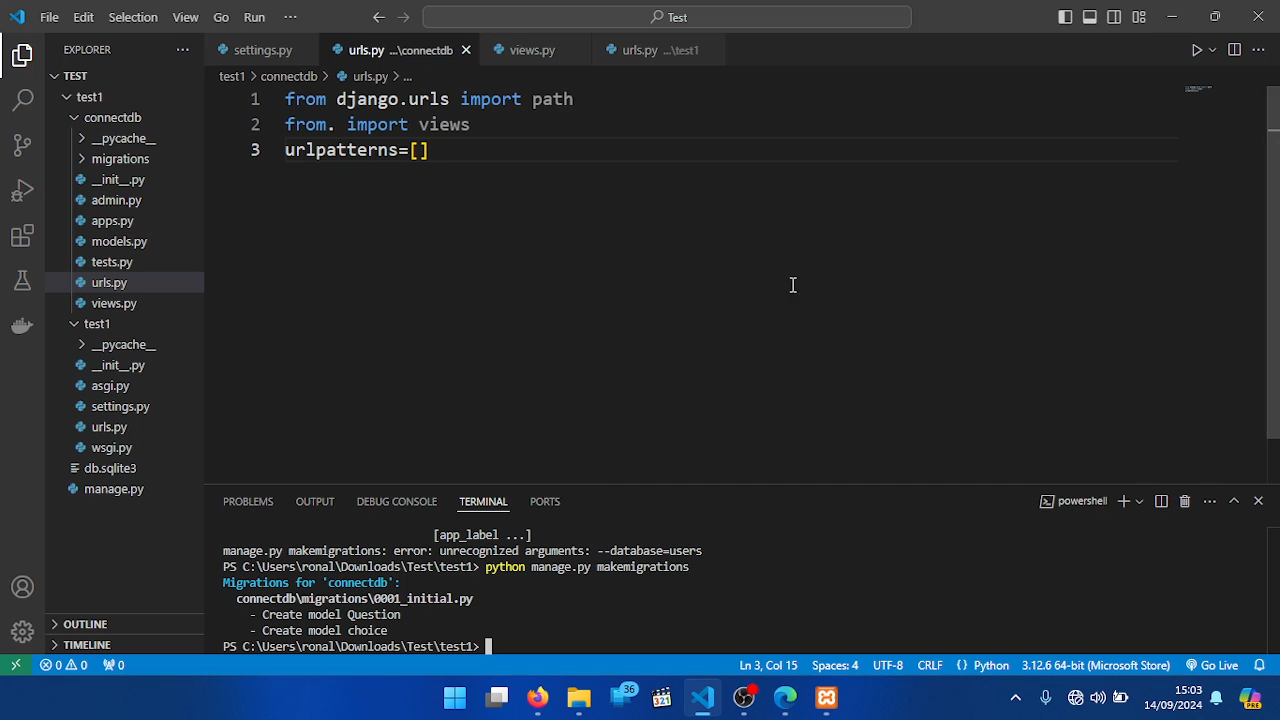 File Edit Selection View Go Run ··· Test
EXPLORER ···
settings.py urls.py ...\connectdb views.py urls.py ...\test1
test1 > connectdb > urls.py > ...
TEST
test1
connectdb
__pycache__
migrations
__init__.py
admin.py
apps.py
models.py
tests.py
urls.py
views.py
test1
__pycache__
__init__.py
asgi.py
settings.py
urls.py
wsgi.py
db.sqlite3
manage.py
OUTLINE
TIMELINE
1 from django.urls import path
2 from. import views
3 urlpatterns=[]
PROBLEMS OUTPUT DEBUG CONSOLE TERMINAL PORTS powershell
[app_label ...]
manage.py makemigrations: error: unrecognized arguments: --database=users
PS C:\Users\ronal\Downloads\Test\test1> python manage.py makemigrations
Migrations for 'connectdb':
connectdb\migrations\0001_initial.py
- Create model Question
- Create model choice
PS C:\Users\ronal\Downloads\Test\test1>
0 0 0 Ln 3, Col 15 Spaces: 4 UTF-8 CRLF {} Python 3.12.6 64-bit (Microsoft Store) Go Live
36
321
15:03
14/09/2024
PRE